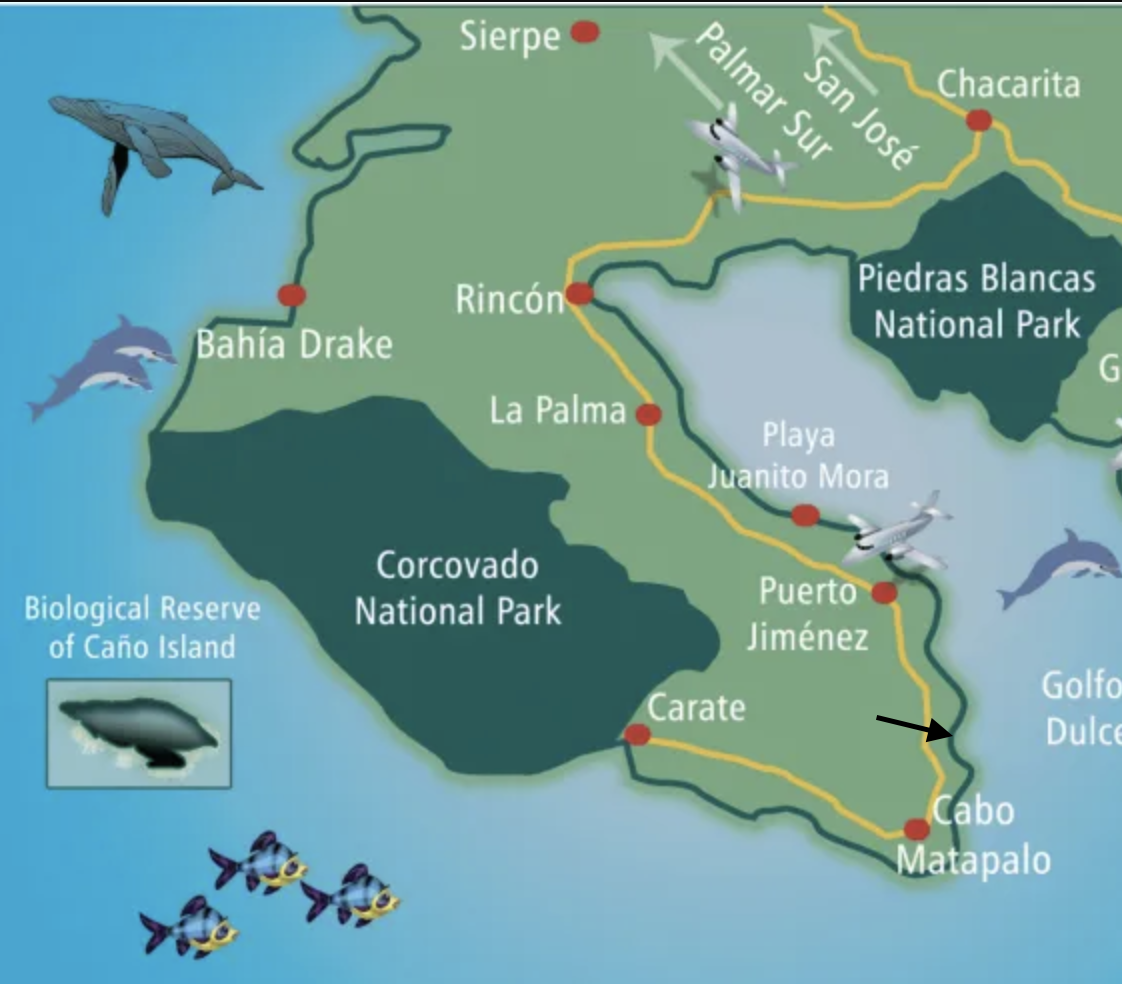 Sierpe
Palmar Sur
San José
Chacarita
Piedras Blancas
National Park
Rincón
Bahía Drake
G
La Palma
Playa
Juanito Mora
Corcovado
National Park
Puerto
Jiménez
Biological Reserve
of Caño Island
Golfo
Dulce
Carate
Cabo
Matapalo